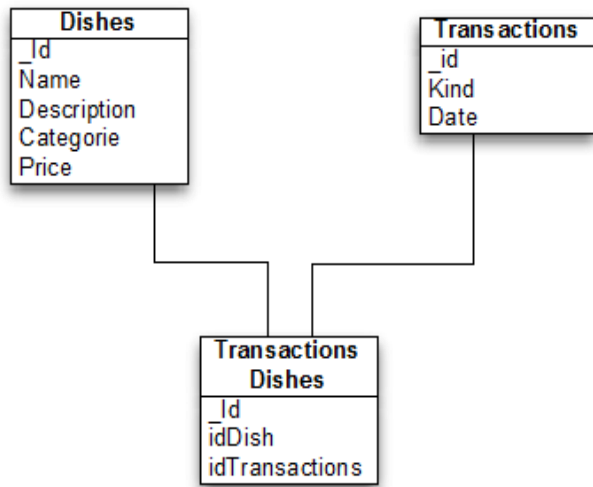 Dishes
_Id
Name
Description
Categorie
Price
Transactions
_id
Kind
Date
Transactions
Dishes
_Id
idDish
idTransactions